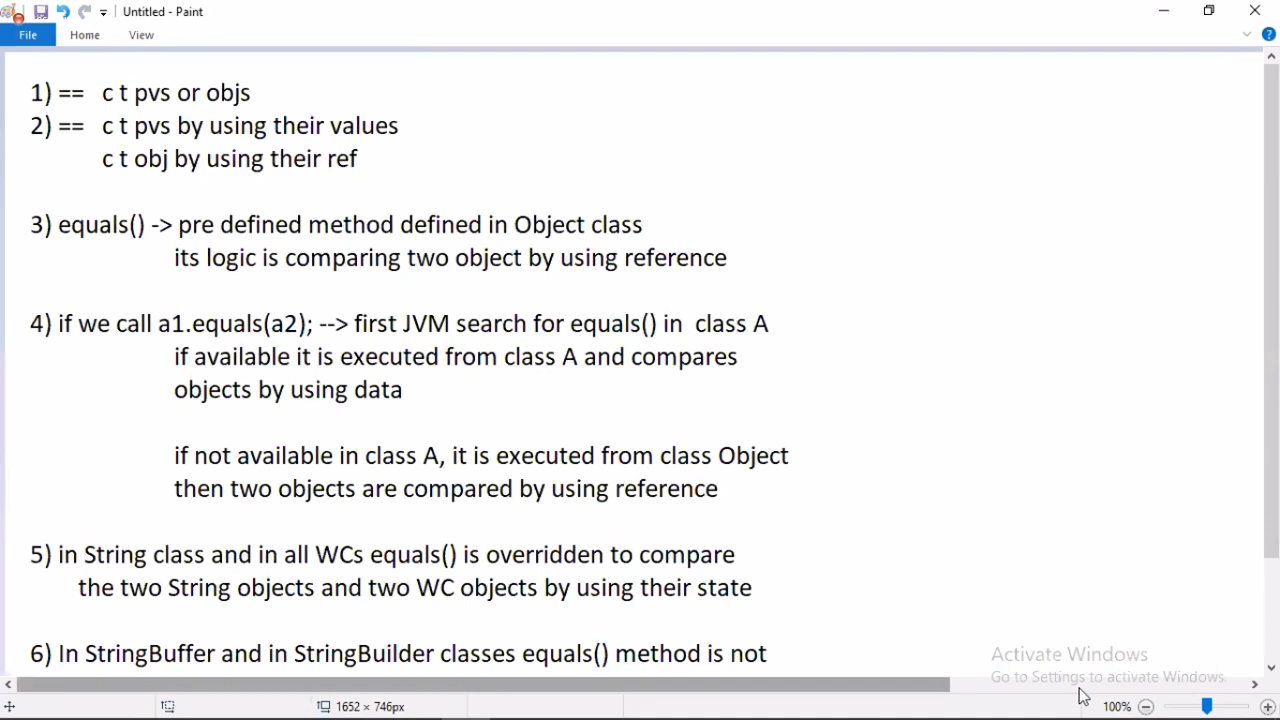 Untitled - Paint
File Home View
1) == c t pvs or objs
2) == c t pvs by using their values
c t obj by using their ref
3) equals() -> pre defined method defined in Object class
its logic is comparing two object by using reference
4) if we call a1.equals(a2); --> first JVM search for equals() in class A
if available it is executed from class A and compares
objects by using data
if not available in class A, it is executed from class Object
then two objects are compared by using reference
5) in String class and in all WCs equals() is overridden to compare
the two String objects and two WC objects by using their state
6) In StringBuffer and in StringBuilder classes equals() method is not
Activate Windows
Go to Settings to activate Windows.
1652 × 746px
100%